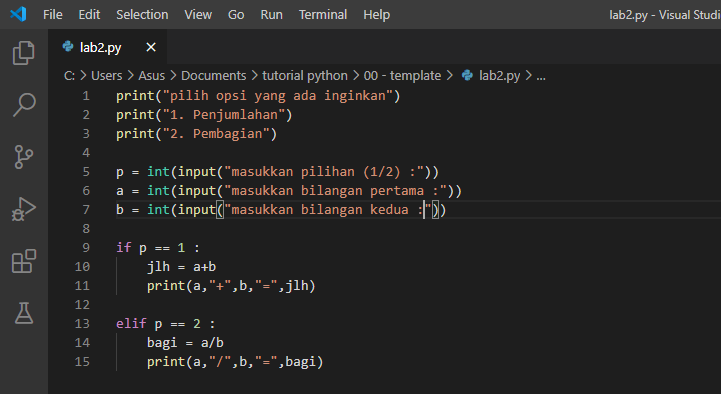 File Edit Selection View Go Run Terminal Help lab2.py - Visual Studi
lab2.py ×
C: > Users > Asus > Documents > tutorial python > 00 - template > lab2.py > ...
1 print("pilih opsi yang ada inginkan")
2 print("1. Penjumlahan")
3 print("2. Pembagian")
4
5 p = int(input("masukkan pilihan (1/2) :"))
6 a = int(input("masukkan bilangan pertama :"))
7 b = int(input("masukkan bilangan kedua :"))
8
9 if p == 1 :
10     jlh = a+b
11     print(a,"+",b,"=",jlh)
12
13 elif p == 2 :
14     bagi = a/b
15     print(a,"/",b,"=",bagi)